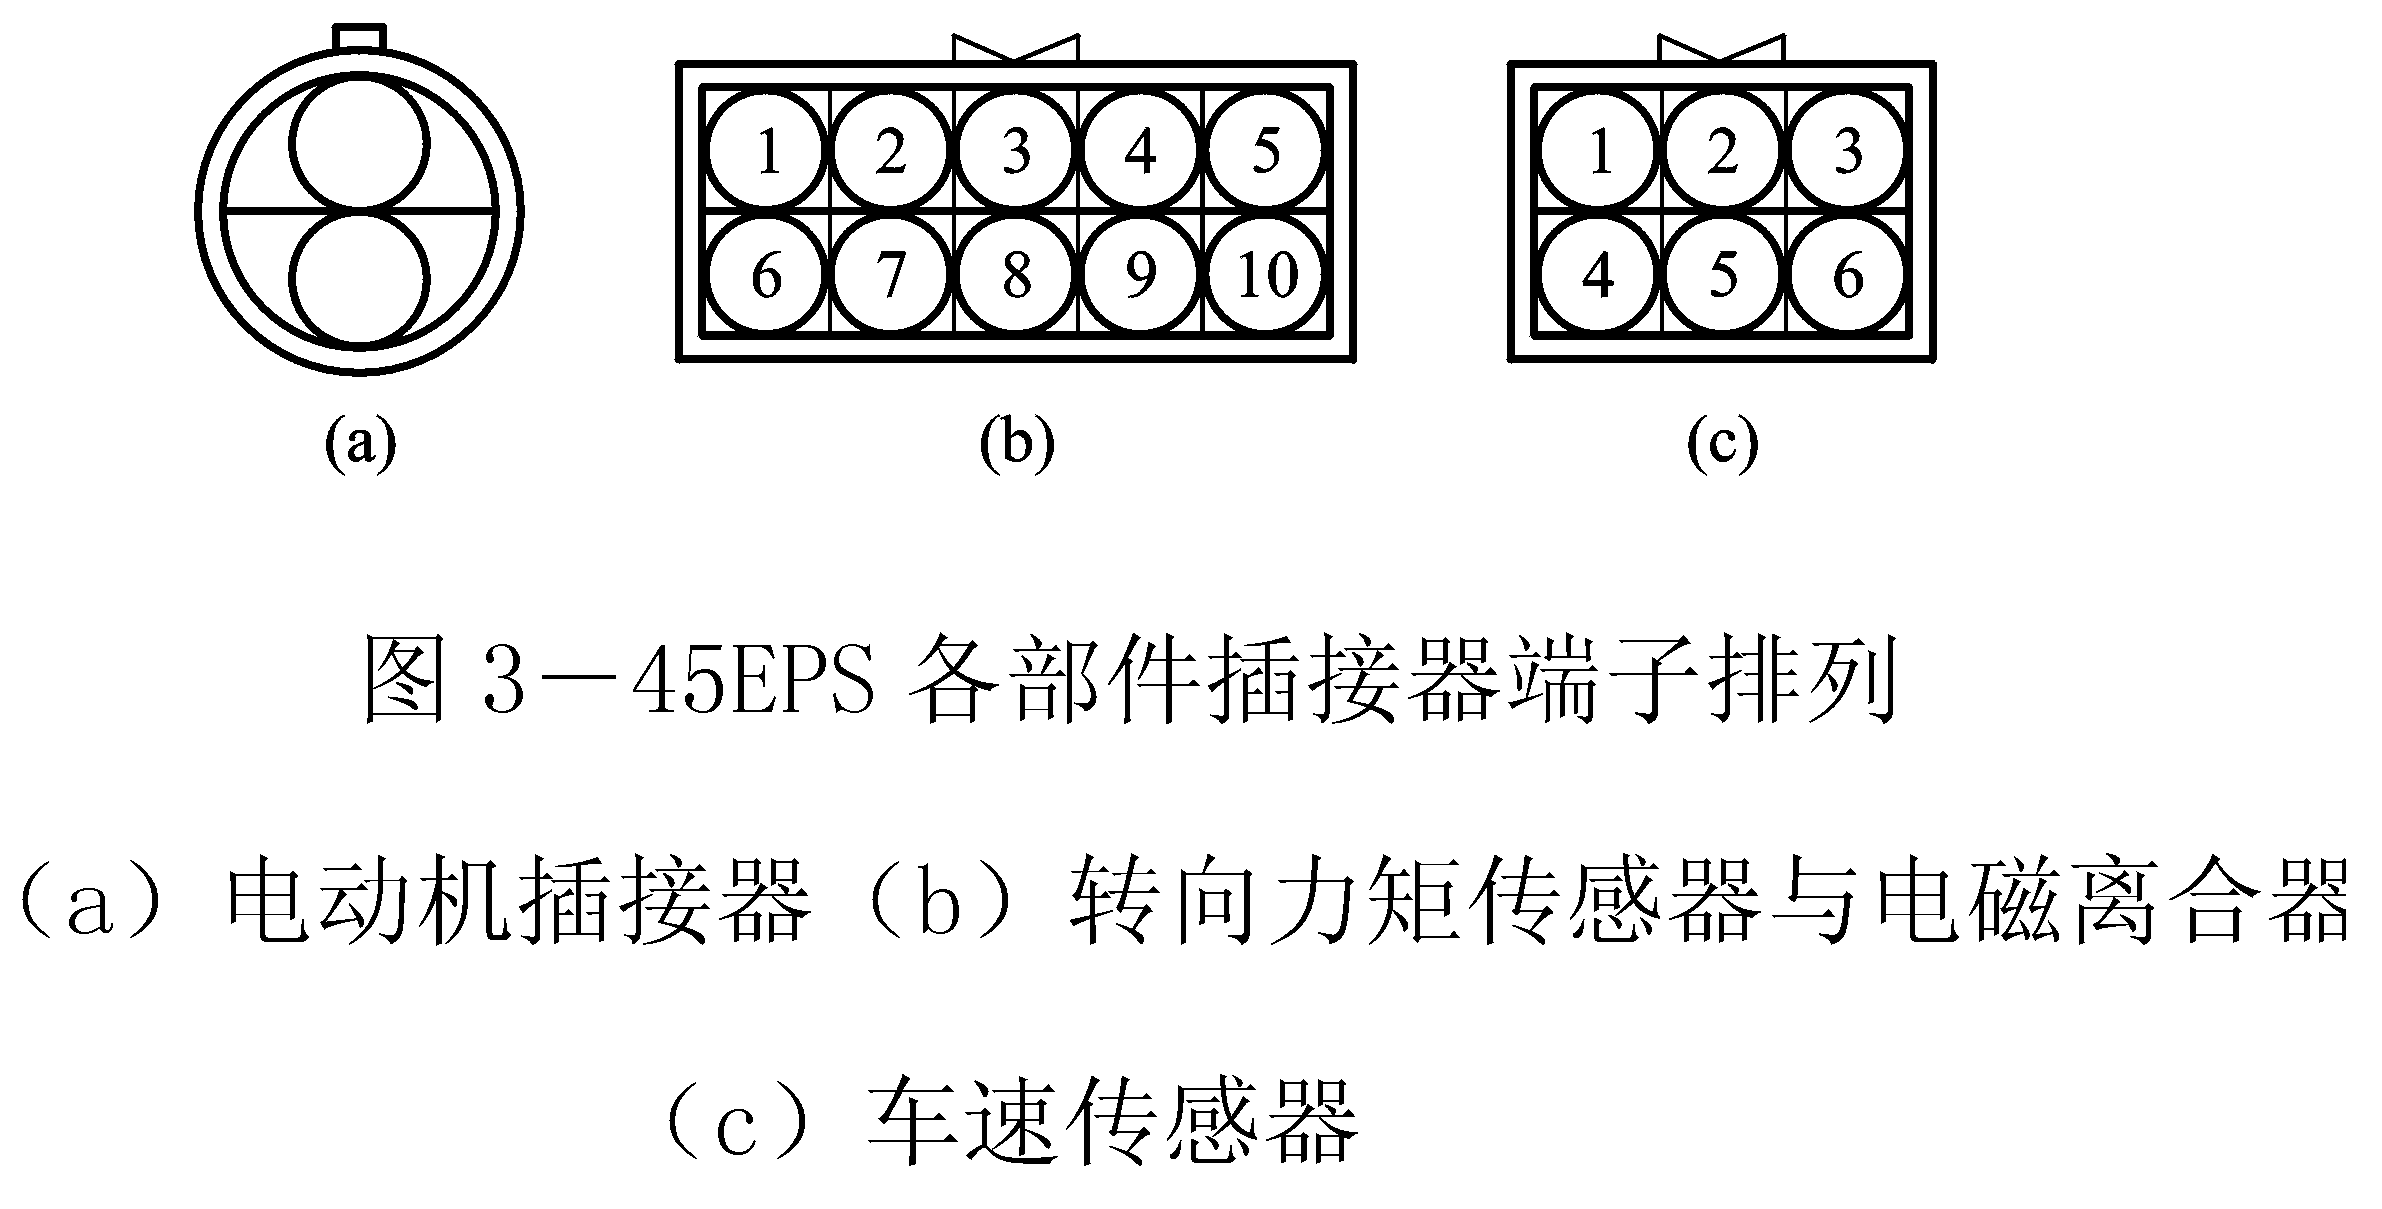 1 2 3 4 5 1 2 3
6 7 8 9 10 4 5 6
(a) (b) (c)
图 3－45EPS 各部件插接器端子排列
（a）电动机插接器（b）转向力矩传感器与电磁离合器
（c）车速传感器